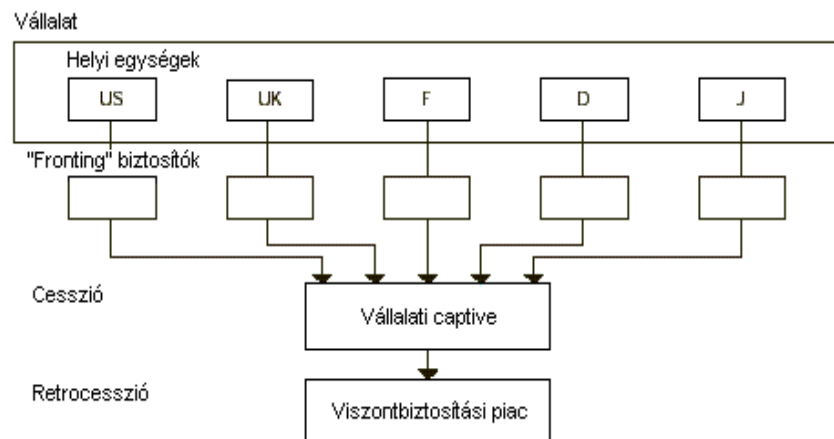 Vállalat
Helyi egységek
US UK F D J
"Fronting" biztosítók
Cesszió
Vállalati captive
Retrocesszió
Viszontbiztosítási piac